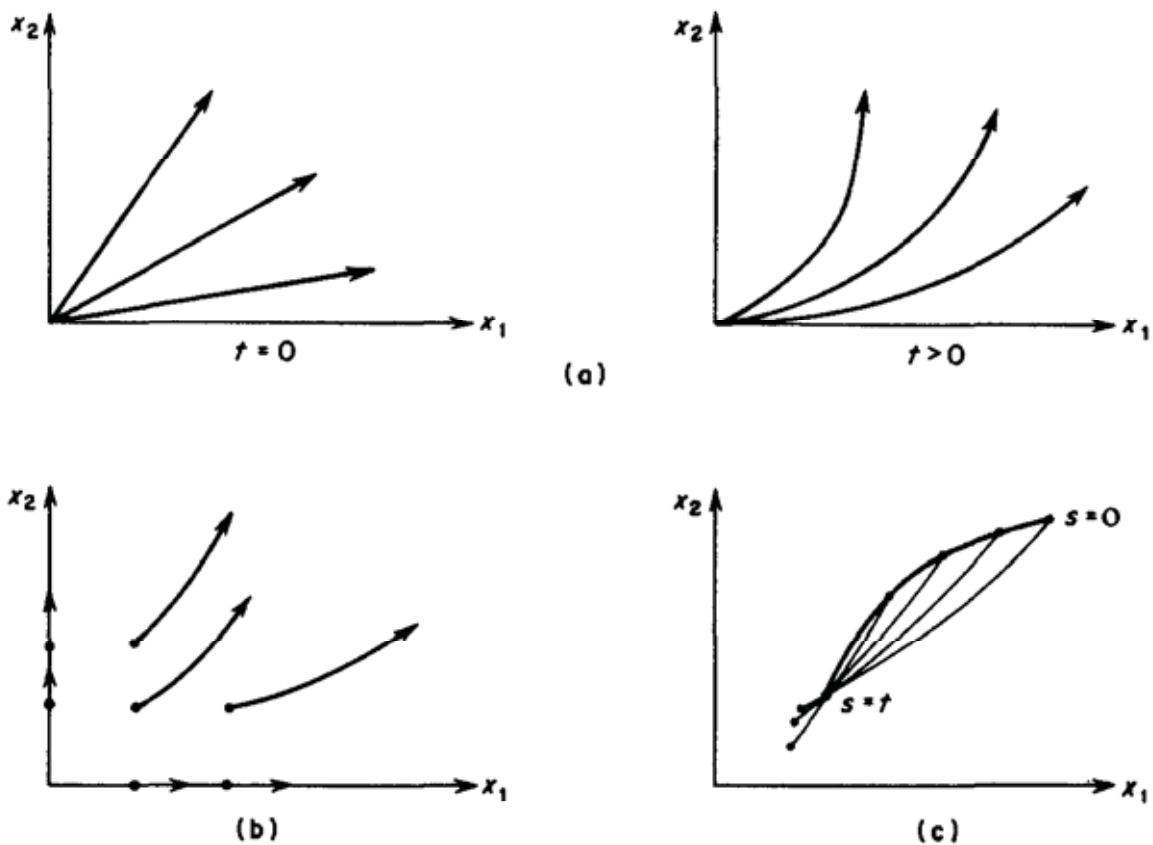 x₂
x₁
t = 0
x₂
x₁
t > 0
(a)
x₂
x₁
(b)
x₂
s = 0
s = t
x₁
(c)